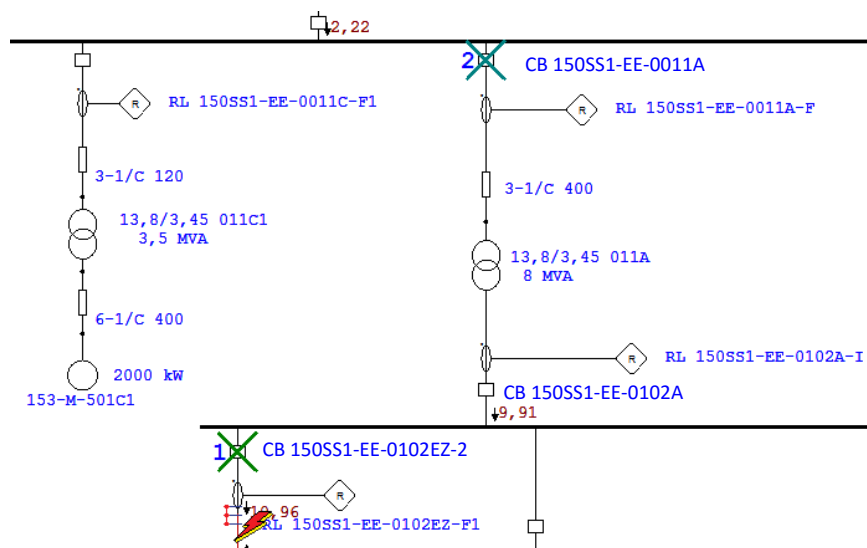 2,22
2 CB 150SS1-EE-0011A
R RL 150SS1-EE-0011C-F1
R RL 150SS1-EE-0011A-F
3-1/C 120
3-1/C 400
13,8/3,45 011C1
3,5 MVA
13,8/3,45 011A
8 MVA
6-1/C 400
R RL 150SS1-EE-0102A-I
2000 kW
153-M-501C1
CB 150SS1-EE-0102A
9,91
1 CB 150SS1-EE-0102EZ-2
R
96
RL 150SS1-EE-0102EZ-F1